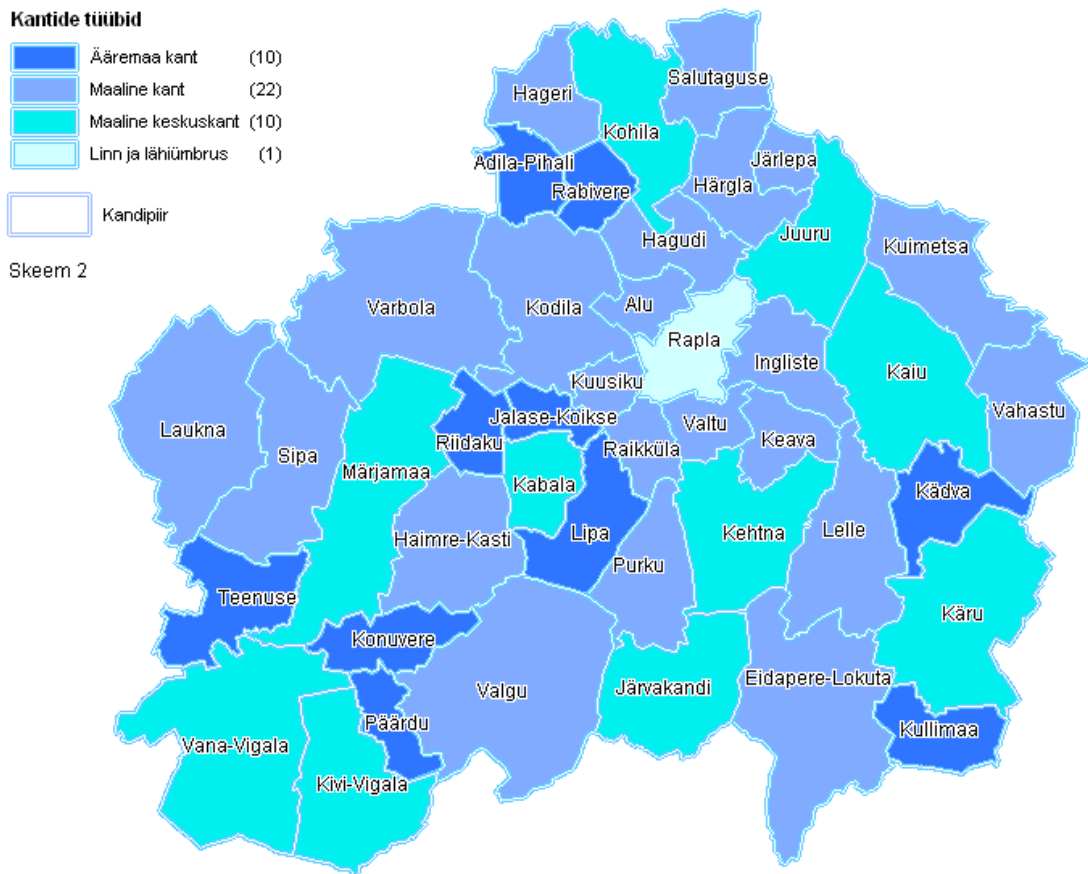 Kantide tüübid
Ääremaa kant (10)
Maaline kant (22)
Maaline keskuskant (10)
Linn ja lähiümbrus (1)
Kandipiir
Skeem 2
Salutaguse
Hageri
Kohila
Adila-Pihali
Rabivere
Härgla
Järlepa
Hagudi
Juuru
Kuimetsa
Varbola
Kodila
Alu
Rapla
Ingliste
Kaiu
Vahastu
Laukna
Sipa
Märjamaa
Riidaku
Jalase-Koikse
Kuusiku
Raikküla
Valtu
Keava
Kabala
Kädva
Haimre-Kasti
Lipa
Purku
Kehtna
Lelle
Teenuse
Konuvere
Käru
Valgu
Järvakandi
Eidapere-Lokuta
Päärdu
Kullimaa
Vana-Vigala
Kivi-Vigala